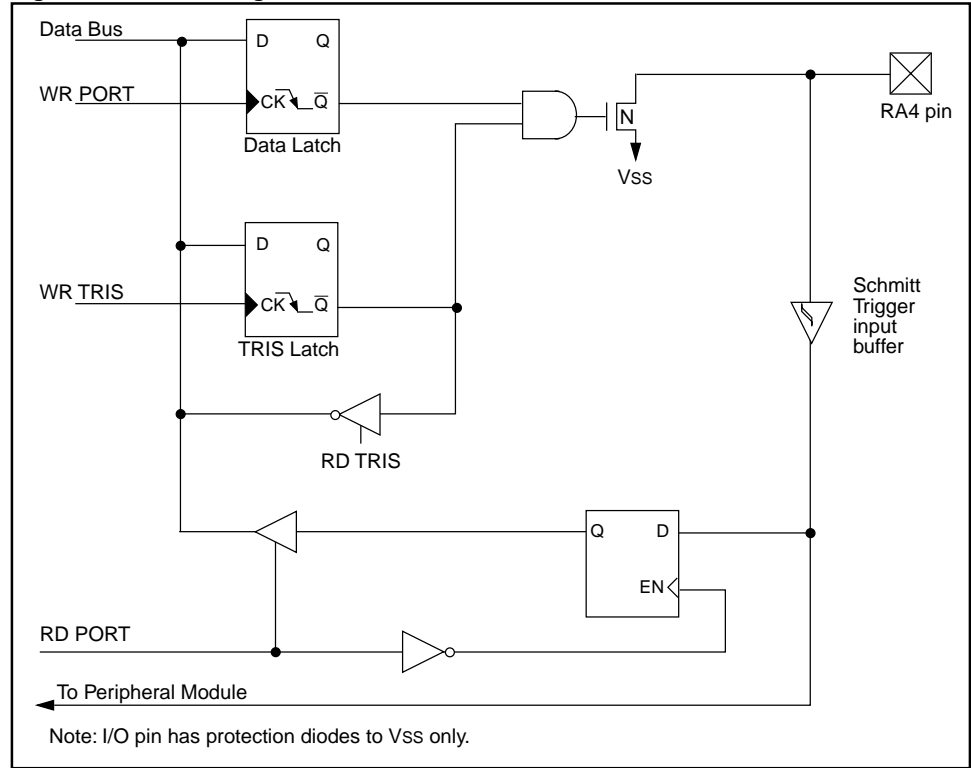 Data Bus
D Q
WR PORT
CK Q̅
Data Latch
N
RA4 pin
VSS
D Q
WR TRIS
CK Q̅
TRIS Latch
Schmitt
Trigger
input
buffer
RD TRIS
Q D
EN
RD PORT
To Peripheral Module
Note: I/O pin has protection diodes to VSS only.